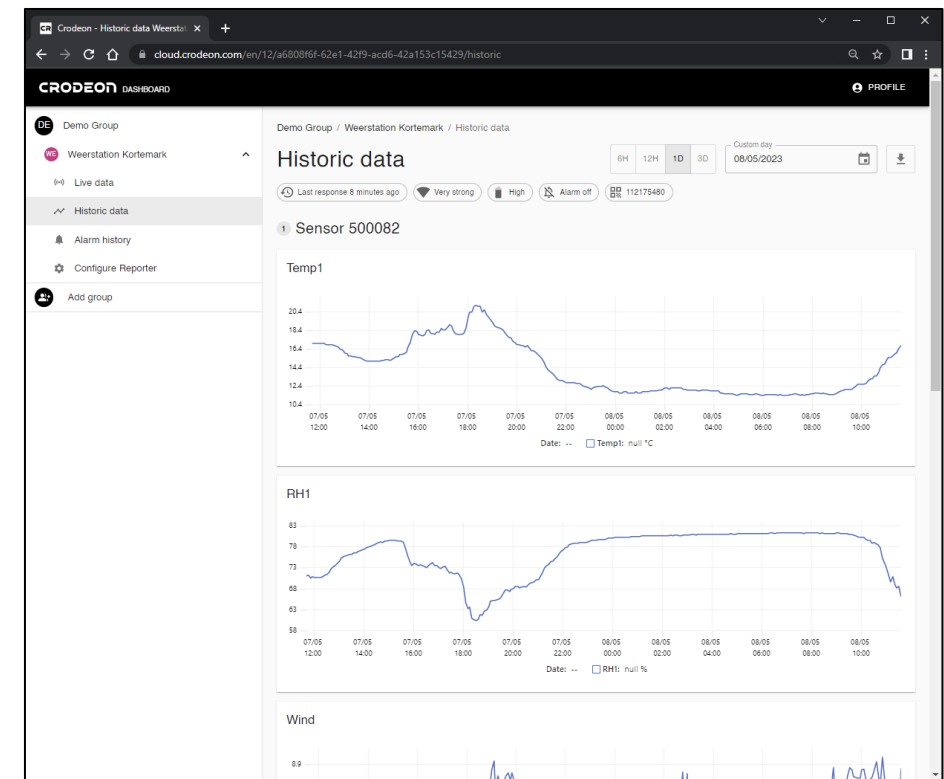 CR Crodeon - Historic data Weerstat
cloud.crodeon.com/en/12/a6808f6f-62e1-42f9-acd6-42a153c15429/historic
CRODEON DASHBOARD
PROFILE
DE Demo Group
WE Weerstation Kortemark
Live data
Historic data
Alarm history
Configure Reporter
Add group
Demo Group / Weerstation Kortemark / Historic data
Historic data
6H 12H 1D 3D
Custom day
08/05/2023
Last response 8 minutes ago Very strong High Alarm off 112175480
1 Sensor 500082
Temp1
20.4
18.4
16.4
14.4
12.4
10.4
07/05 07/05 07/05 07/05 07/05 07/05 08/05 08/05 08/05 08/05 08/05 08/05
12:00 14:00 16:00 18:00 20:00 22:00 00:00 02:00 04:00 06:00 08:00 10:00
Date: -- Temp1: null °C
RH1
83
78
73
68
63
58
07/05 07/05 07/05 07/05 07/05 07/05 08/05 08/05 08/05 08/05 08/05 08/05
12:00 14:00 16:00 18:00 20:00 22:00 00:00 02:00 04:00 06:00 08:00 10:00
Date: -- RH1: null %
Wind
8.9